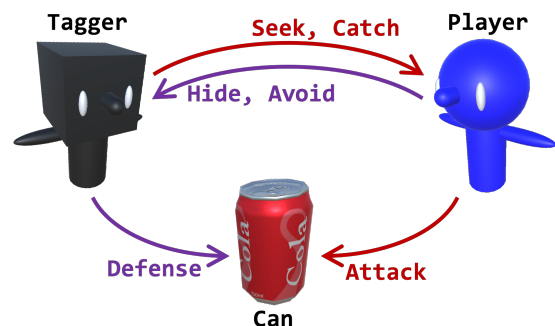 Tagger
Player
Seek, Catch
Hide, Avoid
Cola
Cola
Defense
Attack
Can